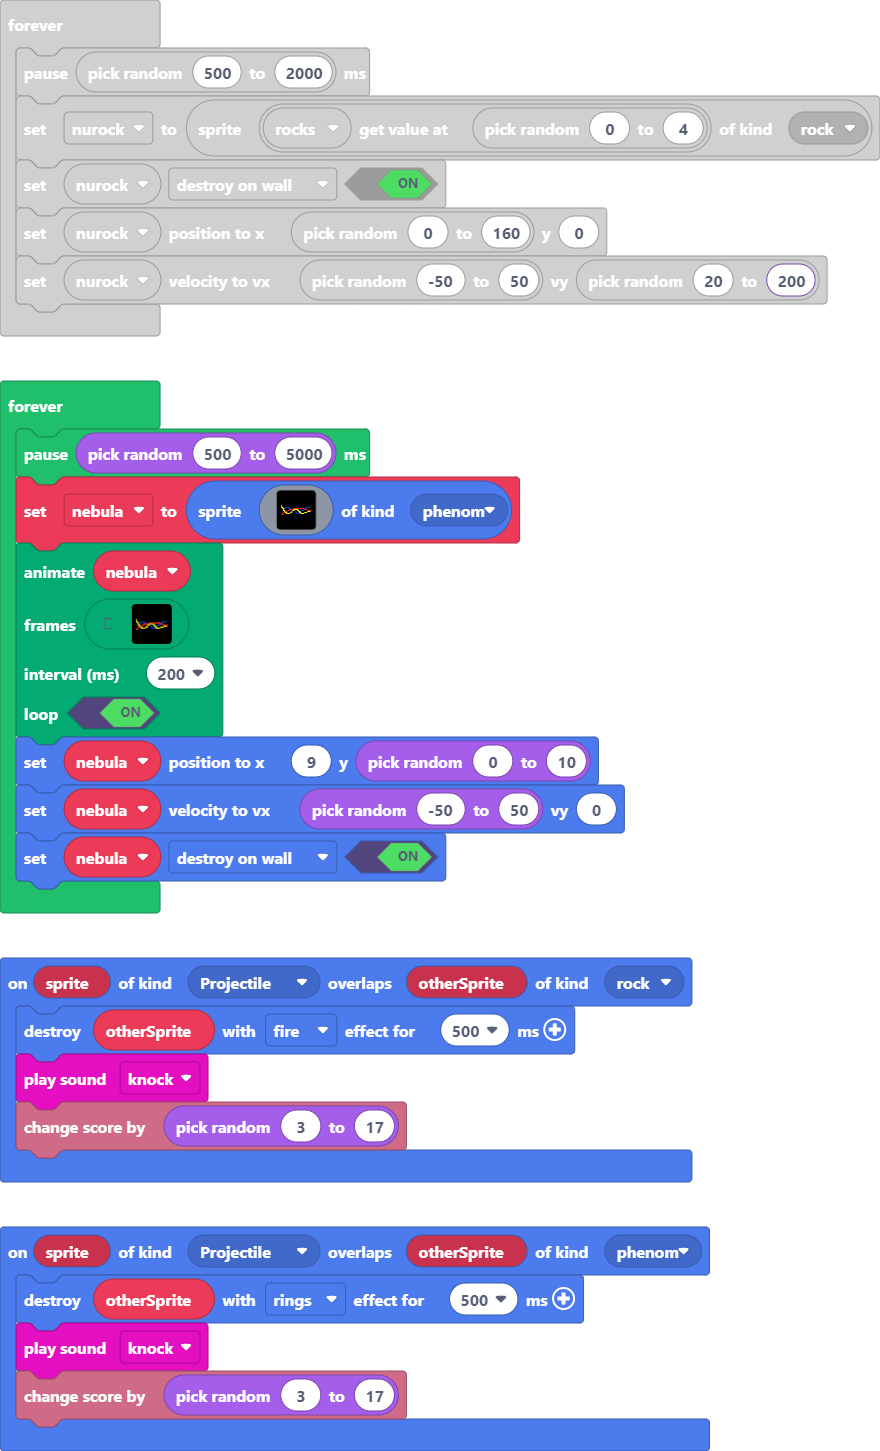 forever
pause pick random 500 to 2000 ms
set nurock to sprite rocks get value at pick random 0 to 4 of kind rock
set nurock destroy on wall ON
set nurock position to x pick random 0 to 160 y 0
set nurock velocity to vx pick random -50 to 50 vy pick random 20 to 200
forever
pause pick random 500 to 5000 ms
set nebula to sprite of kind phenom
animate nebula
frames
interval (ms) 200
loop ON
set nebula position to x 9 y pick random 0 to 10
set nebula velocity to vx pick random -50 to 50 vy 0
set nebula destroy on wall ON
on sprite of kind Projectile overlaps otherSprite of kind rock
destroy otherSprite with fire effect for 500 ms
play sound knock
change score by pick random 3 to 17
on sprite of kind Projectile overlaps otherSprite of kind phenom
destroy otherSprite with rings effect for 500 ms
play sound knock
change score by pick random 3 to 17